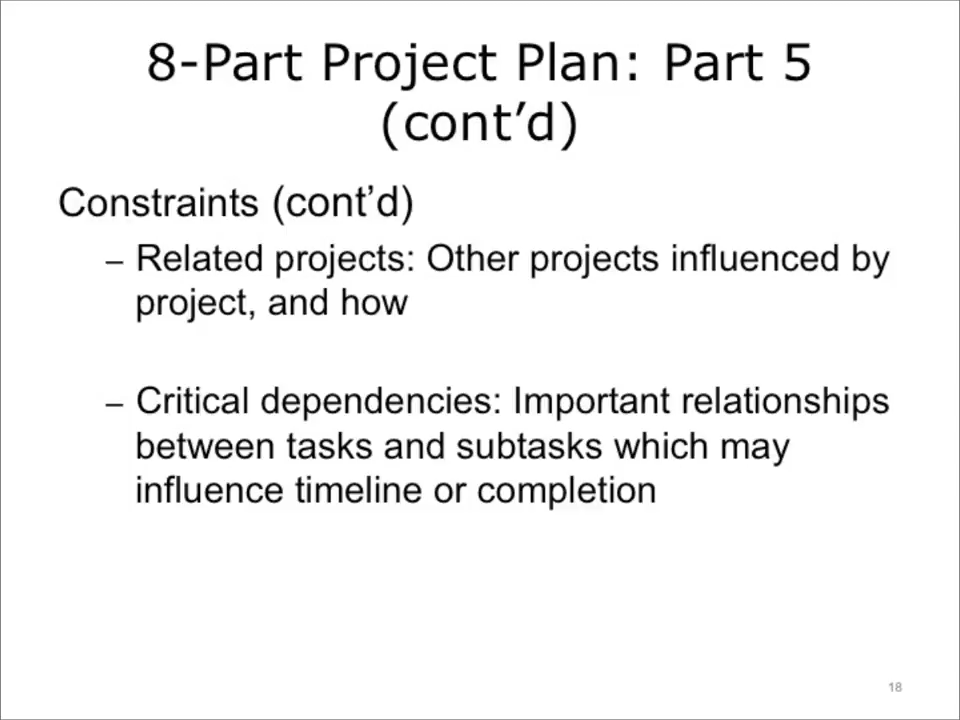 8-Part Project Plan: Part 5
(cont’d)
Constraints (cont’d)
– Related projects: Other projects influenced by
project, and how
– Critical dependencies: Important relationships
between tasks and subtasks which may
influence timeline or completion
18